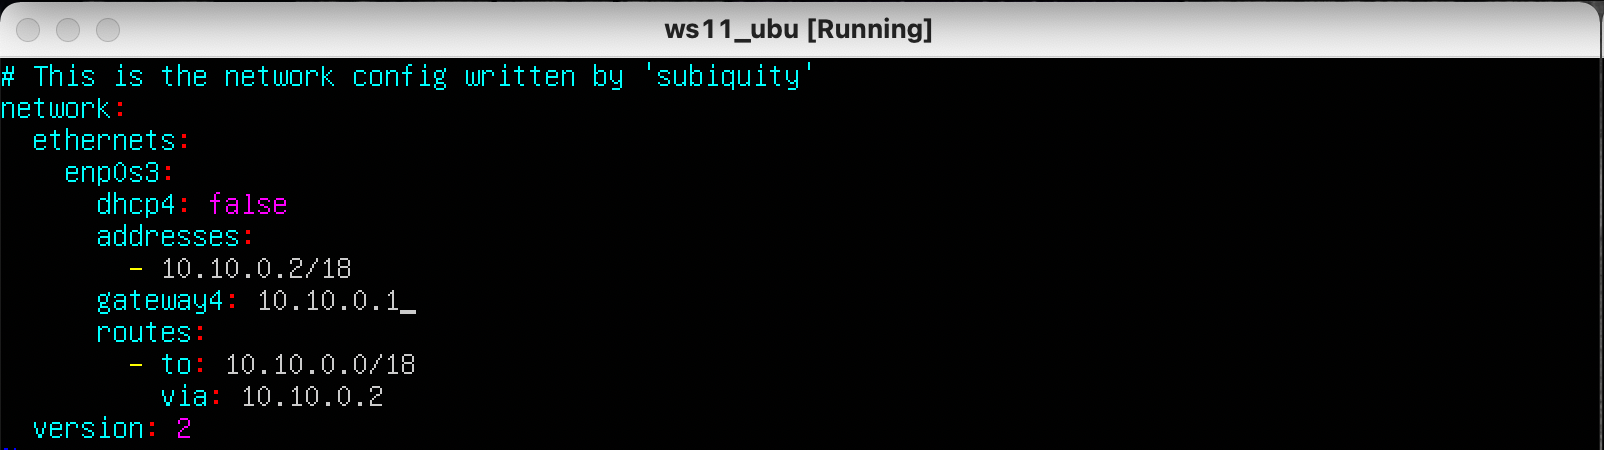 ws11_ubu [Running]
# This is the network config written by 'subiquity'
network:
  ethernets:
    enp0s3:
      dhcp4: false
      addresses:
        - 10.10.0.2/18
      gateway4: 10.10.0.1
      routes:
        - to: 10.10.0.0/18
          via: 10.10.0.2
  version: 2